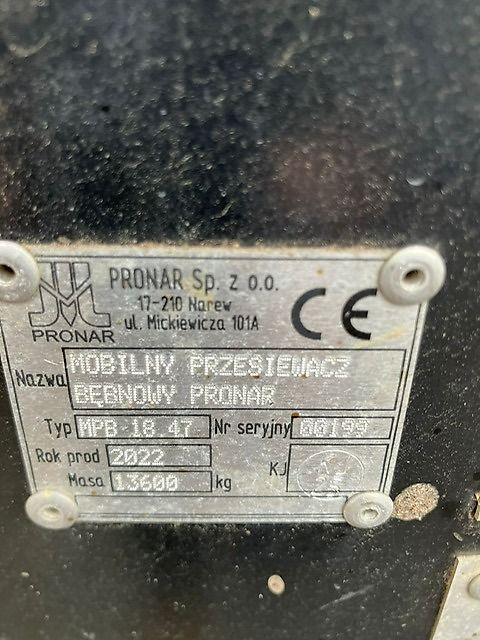 PRONAR Sp. z o.o.
17-210 Narew
ul. Mickiewicza 101A
CE
PRONAR
Nazwa MOBILNY PRZESIEWACZ
BĘBNOWY PRONAR
Typ MPB-18.47 Nr seryjny 00199
Rok prod 2022
Masa 13600 kg
KJ